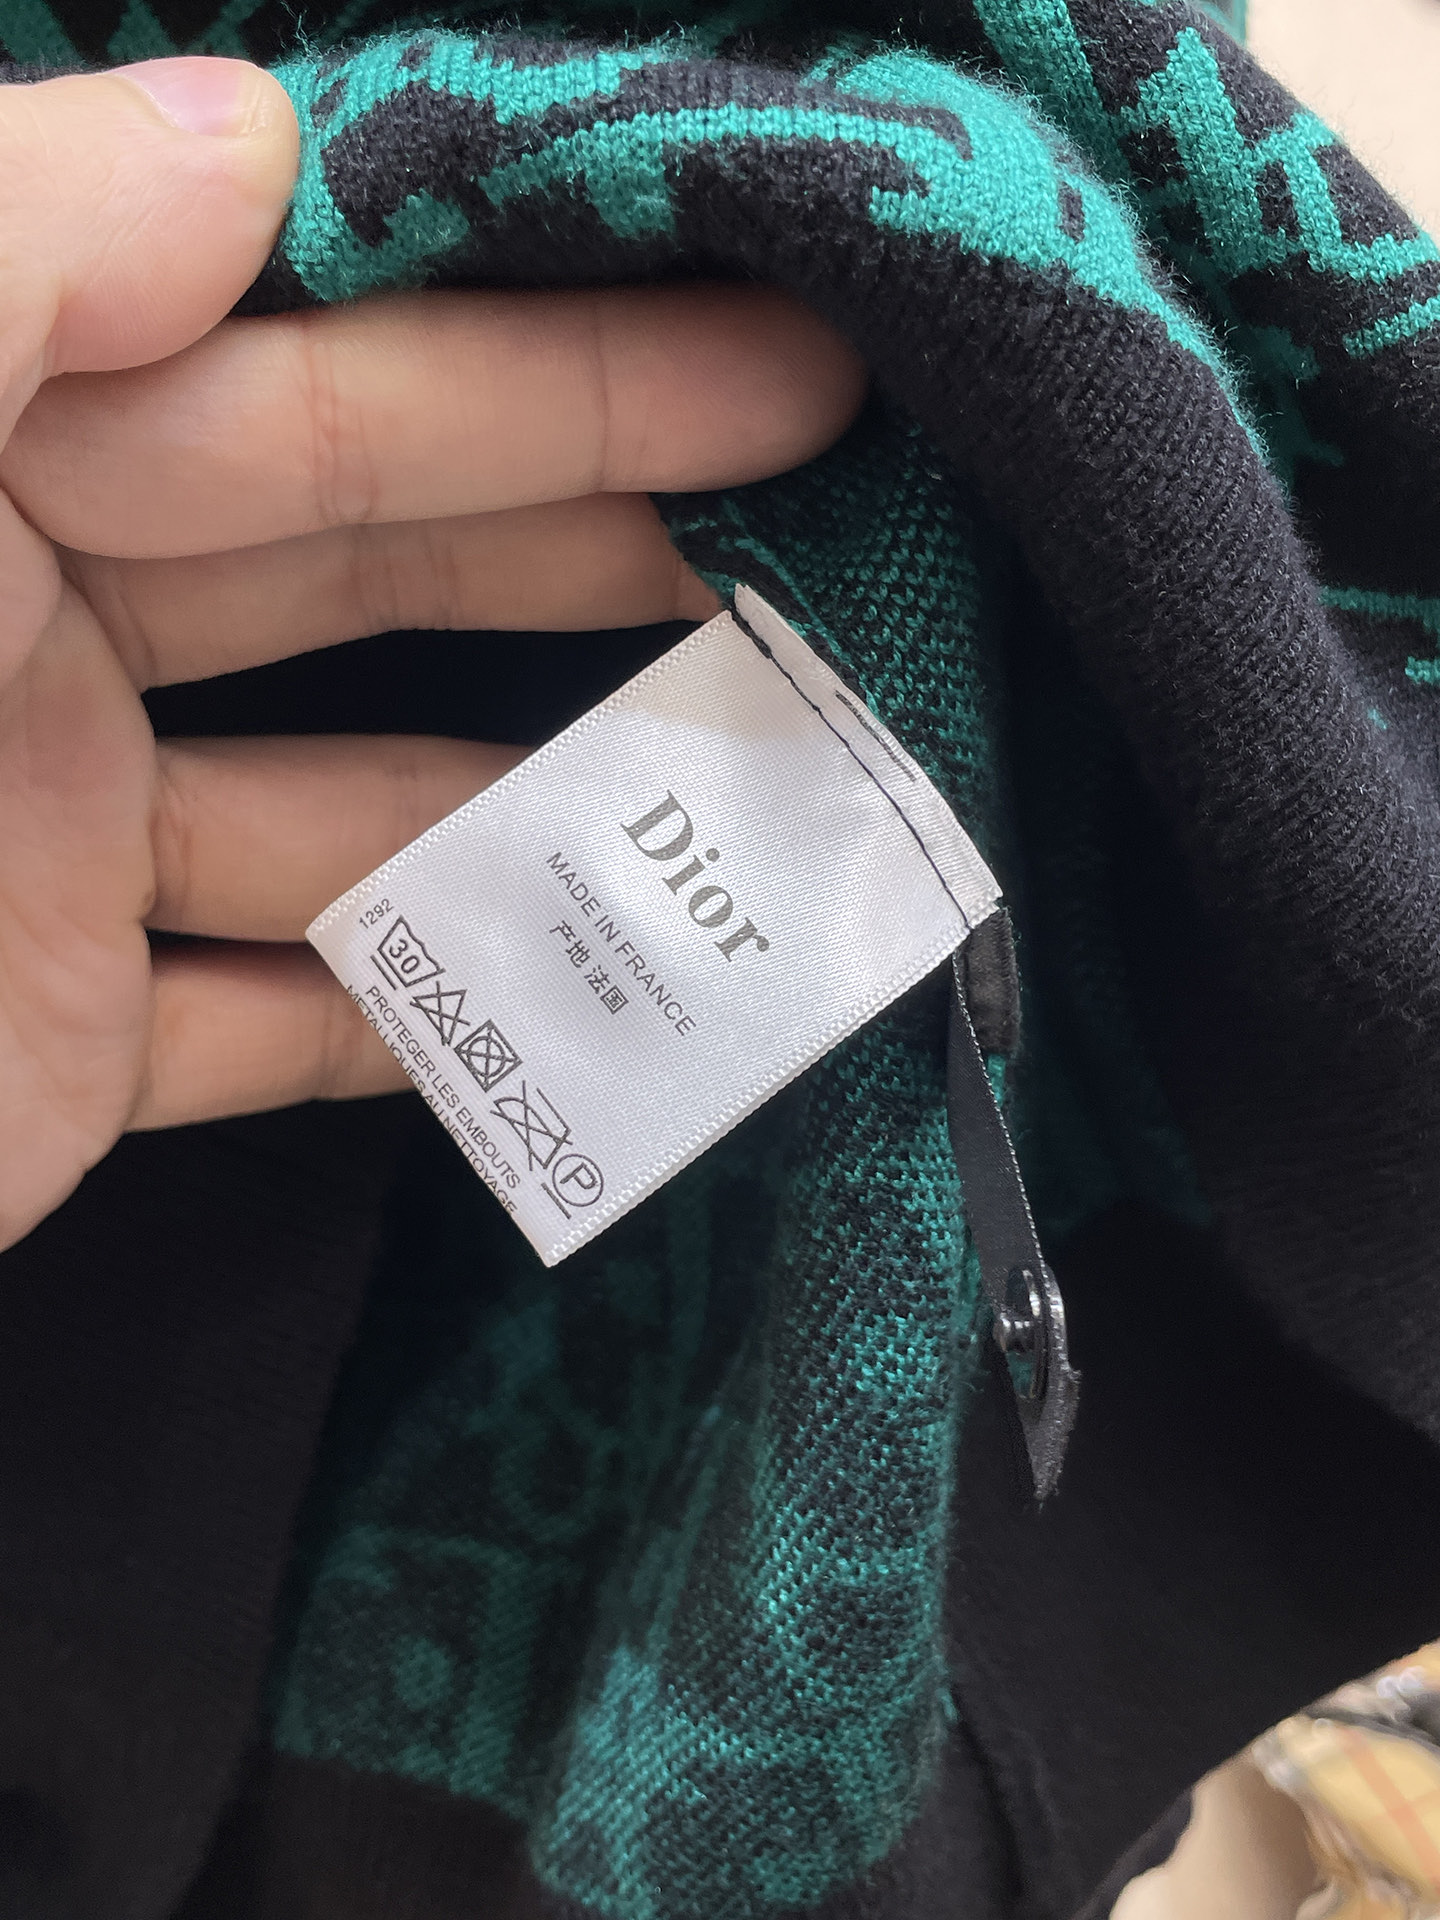 Dior
MADE IN FRANCE
产地 法国
1292
30
P
PROTEGER LES EMBOUTS
METALLIQUES AU NETTOYAGE